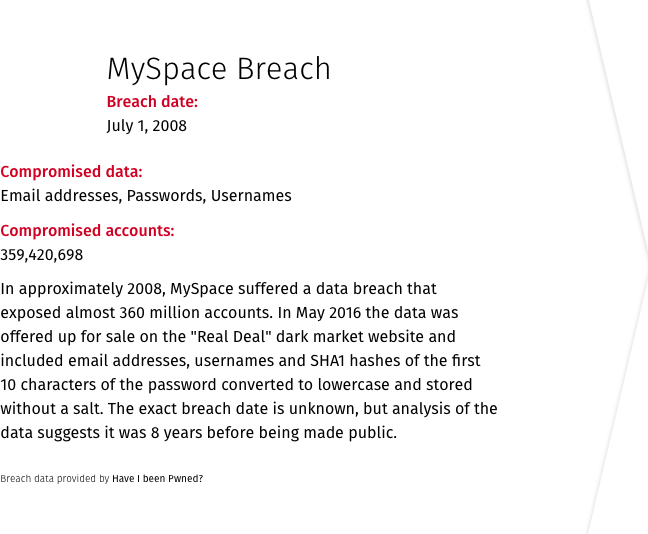 MySpace Breach
Breach date:
July 1, 2008
Compromised data:
Email addresses, Passwords, Usernames
Compromised accounts:
359,420,698
In approximately 2008, MySpace suffered a data breach that
exposed almost 360 million accounts. In May 2016 the data was
offered up for sale on the "Real Deal" dark market website and
included email addresses, usernames and SHA1 hashes of the first
10 characters of the password converted to lowercase and stored
without a salt. The exact breach date is unknown, but analysis of the
data suggests it was 8 years before being made public.
Breach data provided by Have I been Pwned?